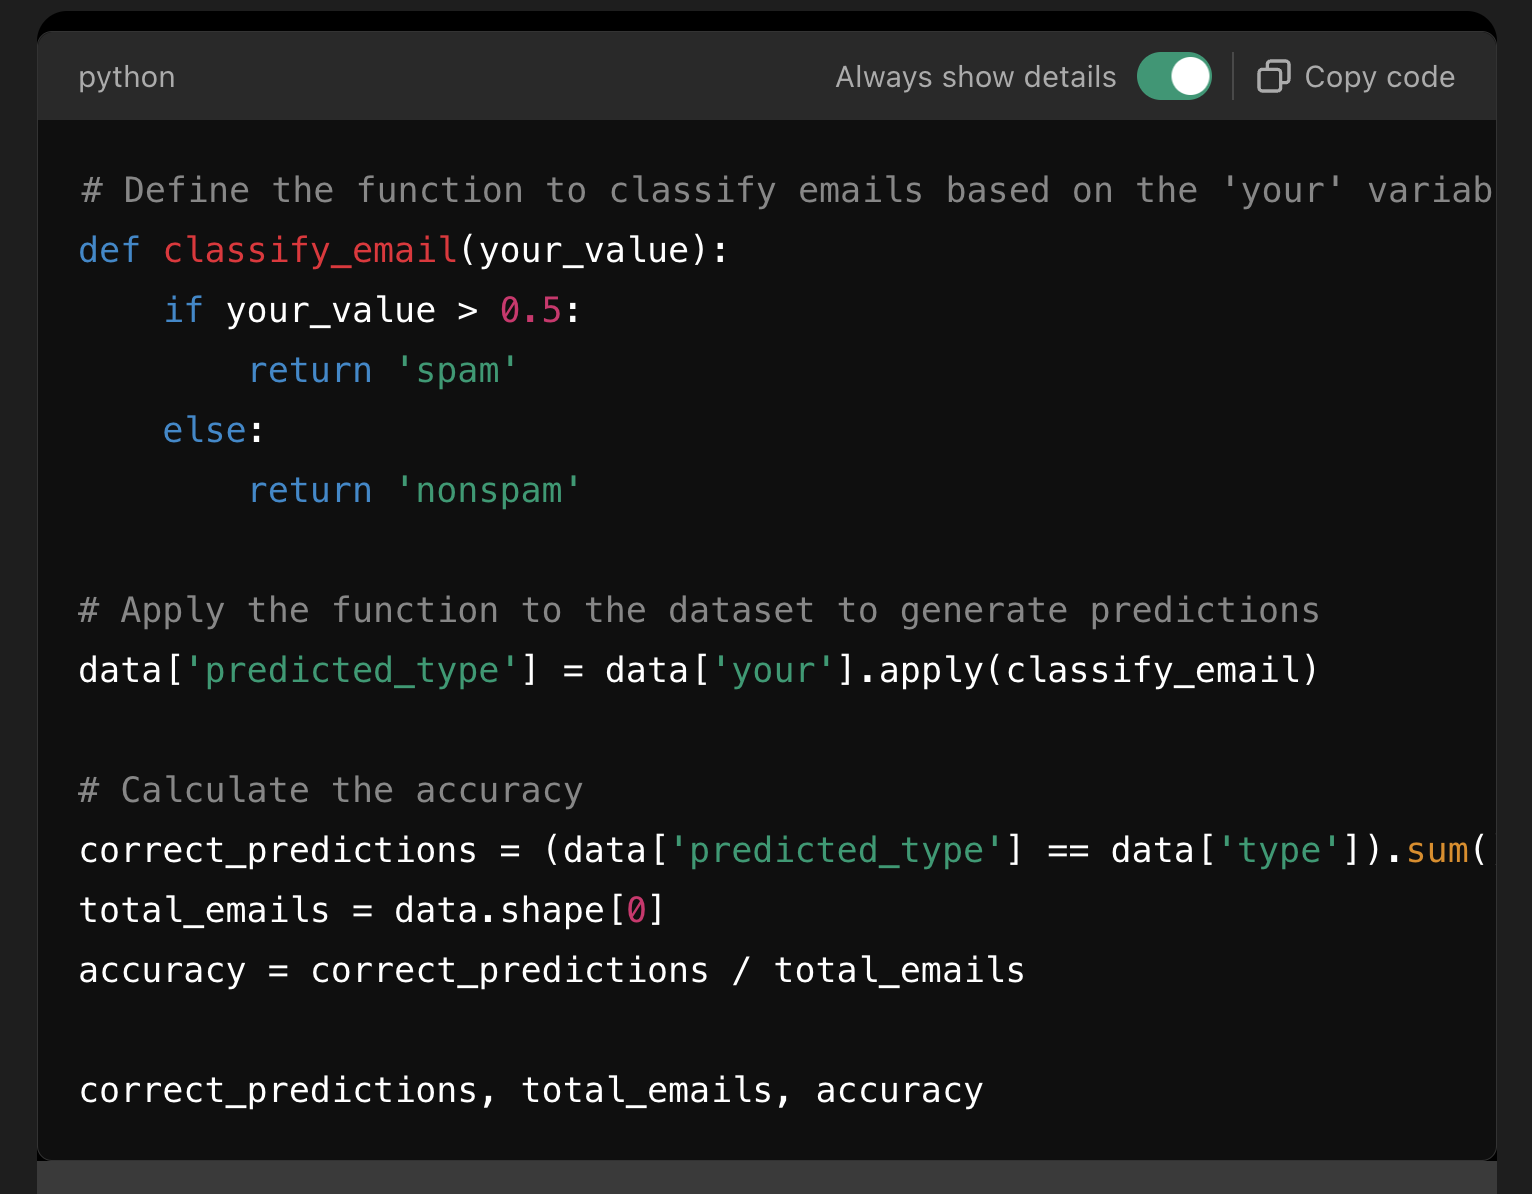 python
Always show details
Copy code
# Define the function to classify emails based on the 'your' variab
def classify_email(your_value):
    if your_value > 0.5:
        return 'spam'
    else:
        return 'nonspam'
# Apply the function to the dataset to generate predictions
data['predicted_type'] = data['your'].apply(classify_email)
# Calculate the accuracy
correct_predictions = (data['predicted_type'] == data['type']).sum(
total_emails = data.shape[0]
accuracy = correct_predictions / total_emails
correct_predictions, total_emails, accuracy